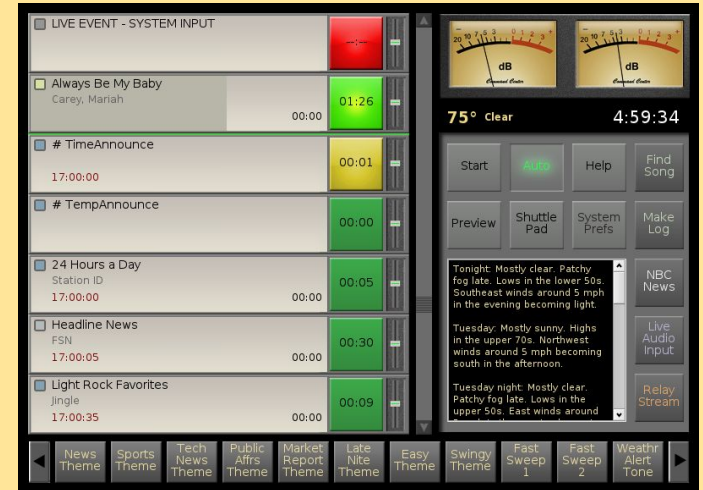 LIVE EVENT - SYSTEM INPUT
--:--
Always Be My Baby
Carey, Mariah
00:00
01:26
# TimeAnnounce
17:00:00
00:01
# TempAnnounce
00:00
24 Hours a Day
Station ID
17:00:00
00:00
00:05
Headline News
FSN
17:00:05
00:00
00:30
Light Rock Favorites
Jingle
17:00:35
00:00
00:09
dB
Command Center
dB
Command Center
75° Clear
4:59:34
Start
Auto
Help
Find
Song
Preview
Shuttle
Pad
System
Prefs
Make
Log
Tonight: Mostly clear. Patchy
fog late. Lows in the lower 50s.
Southeast winds around 5 mph
in the evening becoming light.
Tuesday: Mostly sunny. Highs
in the upper 70s. Northwest
winds around 5 mph becoming
south in the afternoon.
Tuesday night: Mostly clear.
Patchy fog late. Lows in the
upper 50s. East winds around
NBC
News
Live
Audio
Input
Relay
Stream
News
Theme
Sports
Theme
Tech
News
Theme
Public
Affrs
Theme
Market
Report
Theme
Late
Nite
Theme
Easy
Theme
Swingy
Theme
Fast
Sweep
1
Fast
Sweep
2
Weathr
Alert
Tone